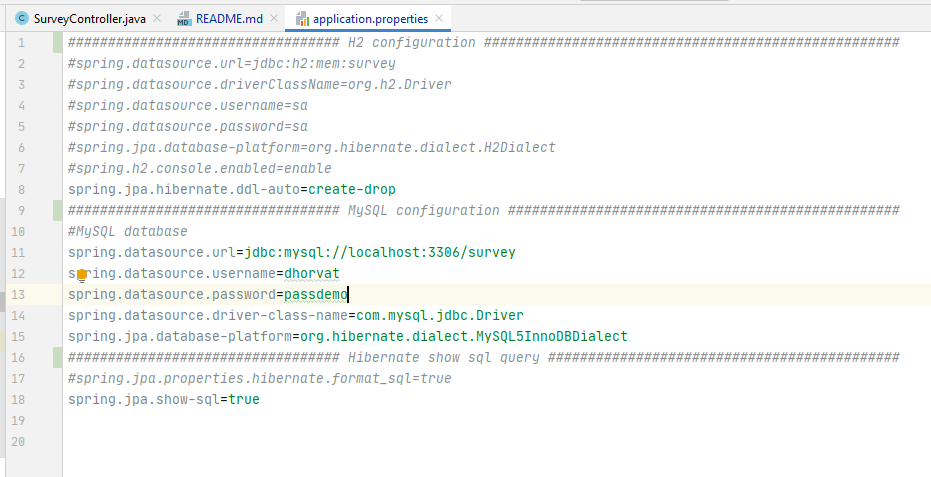 SurveyController.java README.md application.properties
1 ################################## H2 configuration ####################################################
2 #spring.datasource.url=jdbc:h2:mem:survey
3 #spring.datasource.driverClassName=org.h2.Driver
4 #spring.datasource.username=sa
5 #spring.datasource.password=sa
6 #spring.jpa.database-platform=org.hibernate.dialect.H2Dialect
7 #spring.h2.console.enabled=enable
8 spring.jpa.hibernate.ddl-auto=create-drop
9 ################################## MySQL configuration #################################################
10 #MySQL database
11 spring.datasource.url=jdbc:mysql://localhost:3306/survey
12 spring.datasource.username=dhorvat
13 spring.datasource.password=passdemo
14 spring.datasource.driver-class-name=com.mysql.jdbc.Driver
15 spring.jpa.database-platform=org.hibernate.dialect.MySQL5InnoDBDialect
16 ################################## Hibernate show sql query ############################################
17 #spring.jpa.properties.hibernate.format_sql=true
18 spring.jpa.show-sql=true
19
20